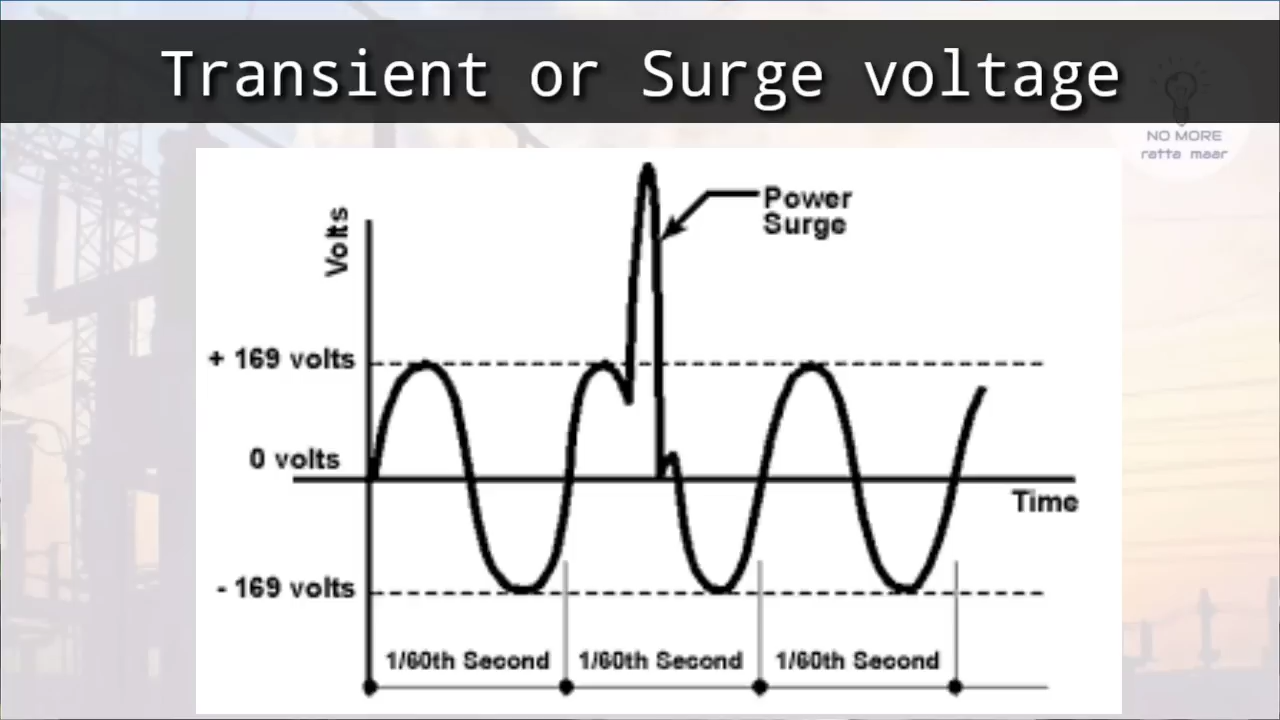 Transient or Surge voltage
NO MORE
ratta maar
Power
Surge
Volts
+ 169 volts
0 volts
Time
- 169 volts
1/60th Second 1/60th Second 1/60th Second